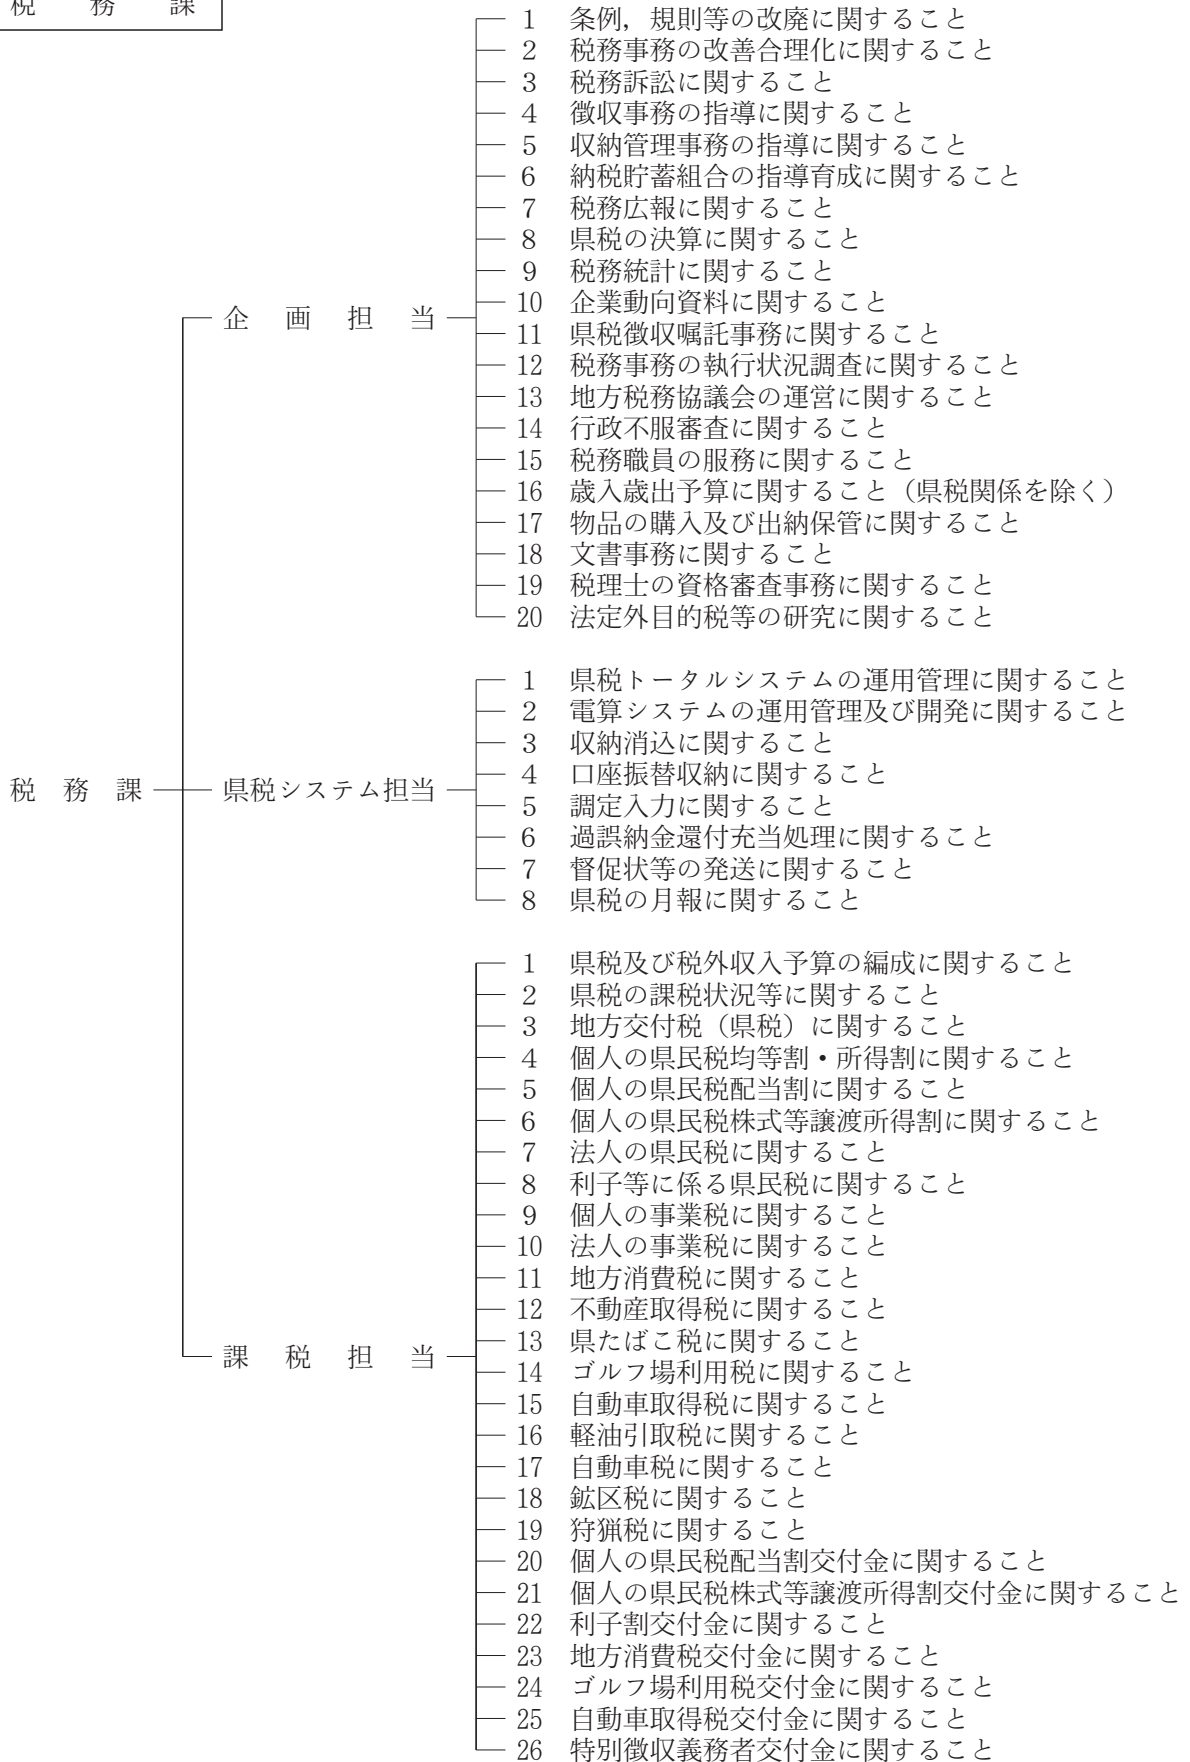 税務課
1 条例，規則等の改廃に関すること
2 税務事務の改善合理化に関すること
3 税務訴訟に関すること
4 徴収事務の指導に関すること
5 収納管理事務の指導に関すること
6 納税貯蓄組合の指導育成に関すること
7 税務広報に関すること
8 県税の決算に関すること
9 税務統計に関すること
企画担当
10 企業動向資料に関すること
11 県税徴収嘱託事務に関すること
12 税務事務の執行状況調査に関すること
13 地方税務協議会の運営に関すること
14 行政不服審査に関すること
15 税務職員の服務に関すること
16 歳入歳出予算に関すること（県税関係を除く）
17 物品の購入及び出納保管に関すること
18 文書事務に関すること
19 税理士の資格審査事務に関すること
20 法定外目的税等の研究に関すること
1 県税トータルシステムの運用管理に関すること
2 電算システムの運用管理及び開発に関すること
3 収納消込に関すること
税務課
県税システム担当
4 口座振替収納に関すること
5 調定入力に関すること
6 過誤納金還付充当処理に関すること
7 督促状等の発送に関すること
8 県税の月報に関すること
1 県税及び税外収入予算の編成に関すること
2 県税の課税状況等に関すること
3 地方交付税（県税）に関すること
4 個人の県民税均等割・所得割に関すること
5 個人の県民税配当割に関すること
6 個人の県民税株式等譲渡所得割に関すること
7 法人の県民税に関すること
8 利子等に係る県民税に関すること
9 個人の事業税に関すること
10 法人の事業税に関すること
11 地方消費税に関すること
12 不動産取得税に関すること
13 県たばこ税に関すること
課税担当
14 ゴルフ場利用税に関すること
15 自動車取得税に関すること
16 軽油引取税に関すること
17 自動車税に関すること
18 鉱区税に関すること
19 狩猟税に関すること
20 個人の県民税配当割交付金に関すること
21 個人の県民税株式等譲渡所得割交付金に関すること
22 利子割交付金に関すること
23 地方消費税交付金に関すること
24 ゴルフ場利用税交付金に関すること
25 自動車取得税交付金に関すること
26 特別徴収義務者交付金に関すること